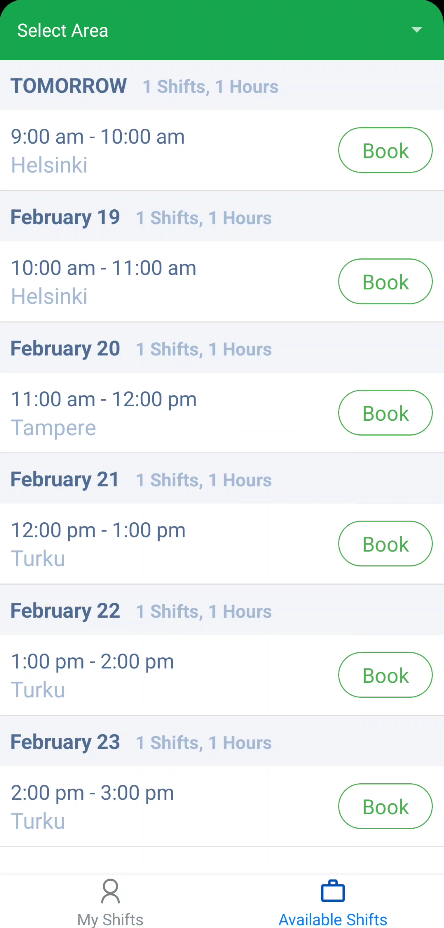 Select Area
TOMORROW 1 Shifts, 1 Hours
9:00 am - 10:00 am
Helsinki
Book
February 19 1 Shifts, 1 Hours
10:00 am - 11:00 am
Helsinki
Book
February 20 1 Shifts, 1 Hours
11:00 am - 12:00 pm
Tampere
Book
February 21 1 Shifts, 1 Hours
12:00 pm - 1:00 pm
Turku
Book
February 22 1 Shifts, 1 Hours
1:00 pm - 2:00 pm
Turku
Book
February 23 1 Shifts, 1 Hours
2:00 pm - 3:00 pm
Turku
Book
My Shifts
Available Shifts